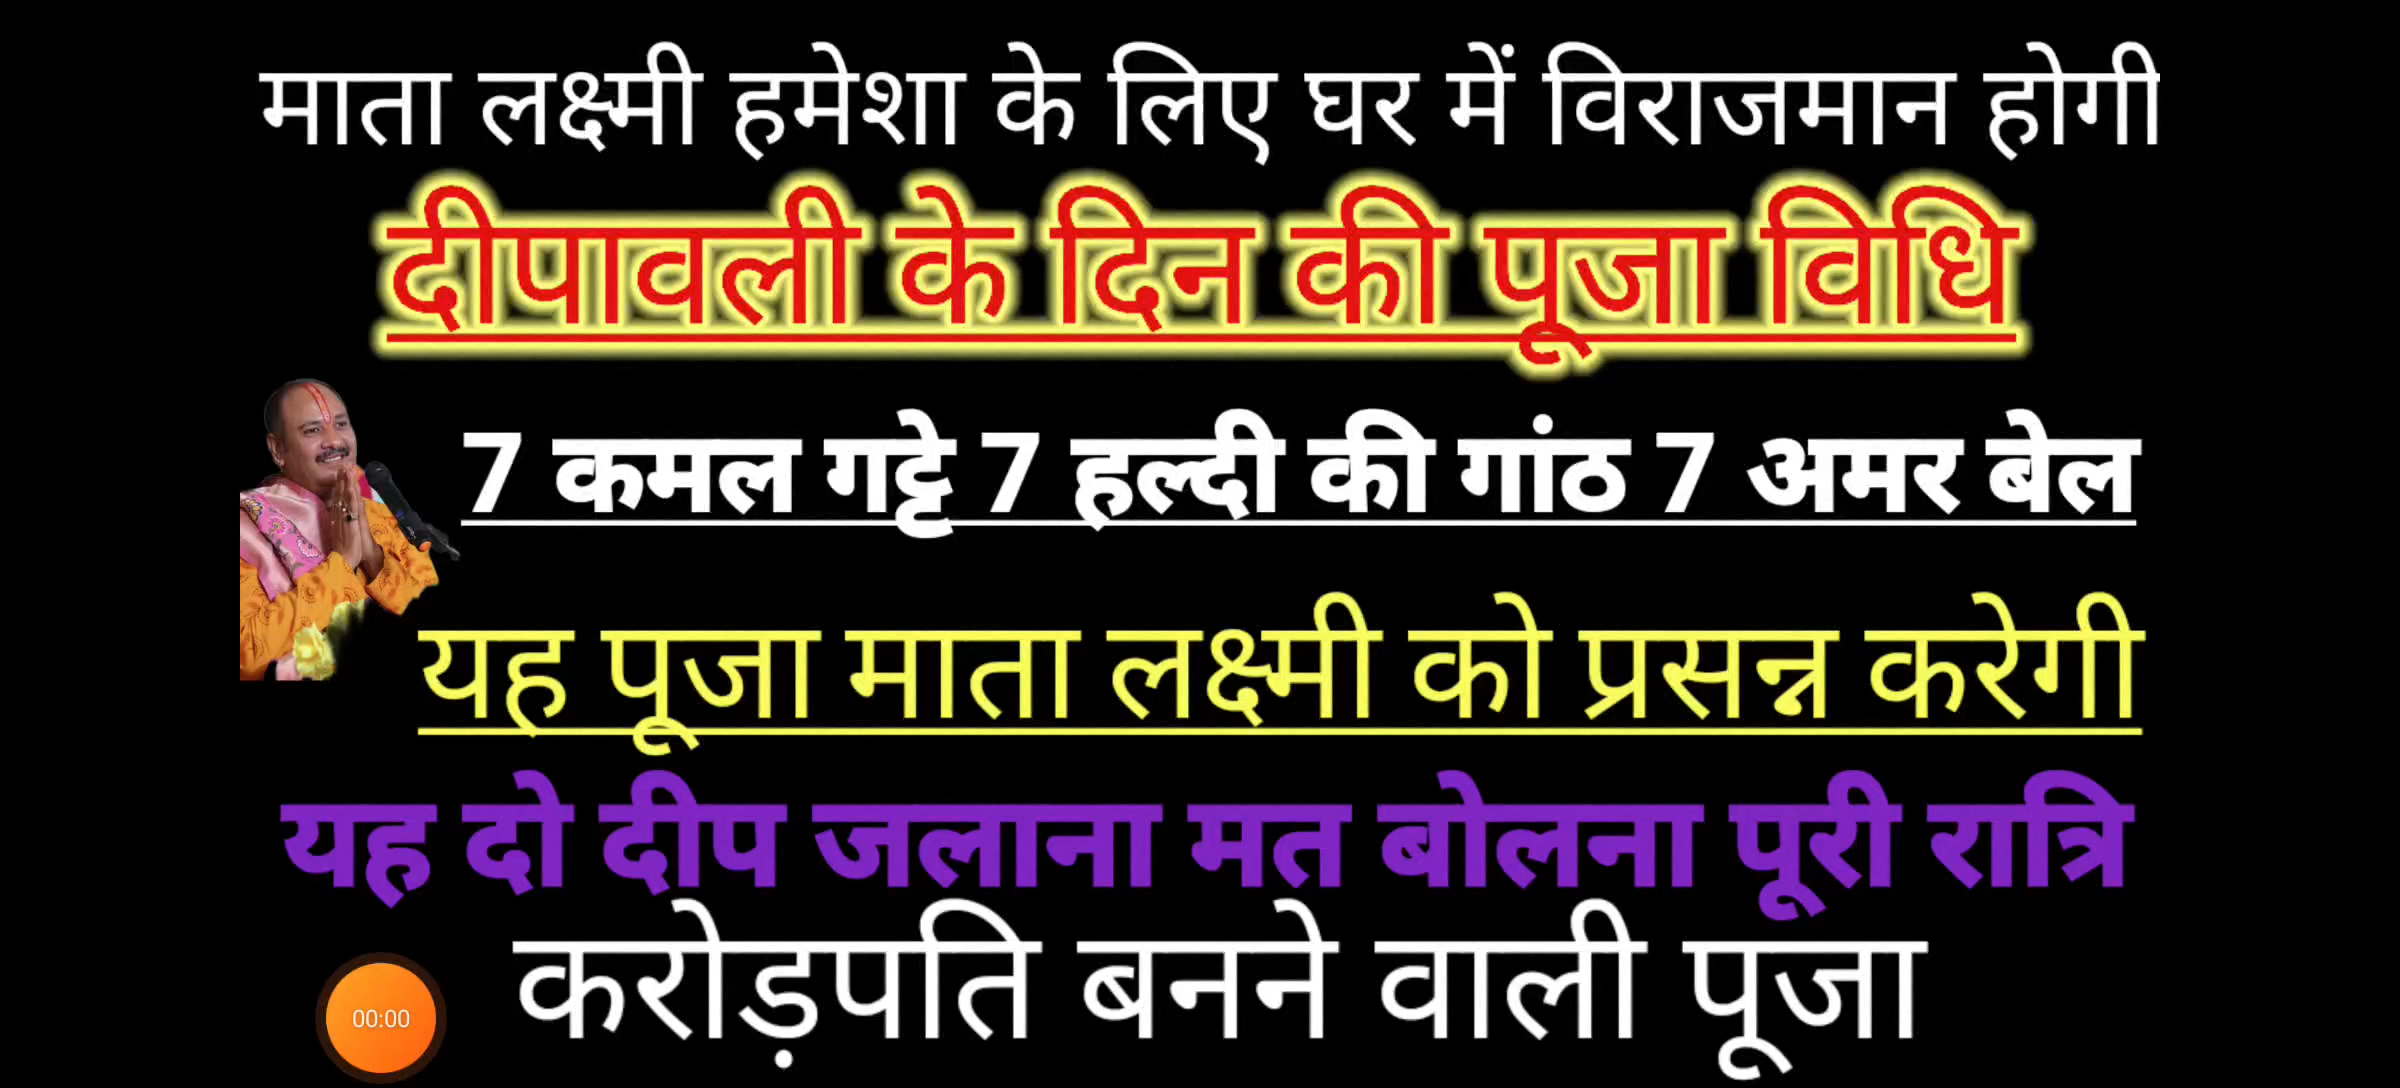 माता लक्ष्मी हमेशा के लिए घर में विराजमान होगी
दीपावली के दिन की पूजा विधि
7 कमल गट्टे 7 हल्दी की गांठ 7 अमर बेल
यह पूजा माता लक्ष्मी को प्रसन्न करेगी
यह दो दीप जलाना मत बोलना पूरी रात्रि
करोड़पति बनने वाली पूजा
00:00